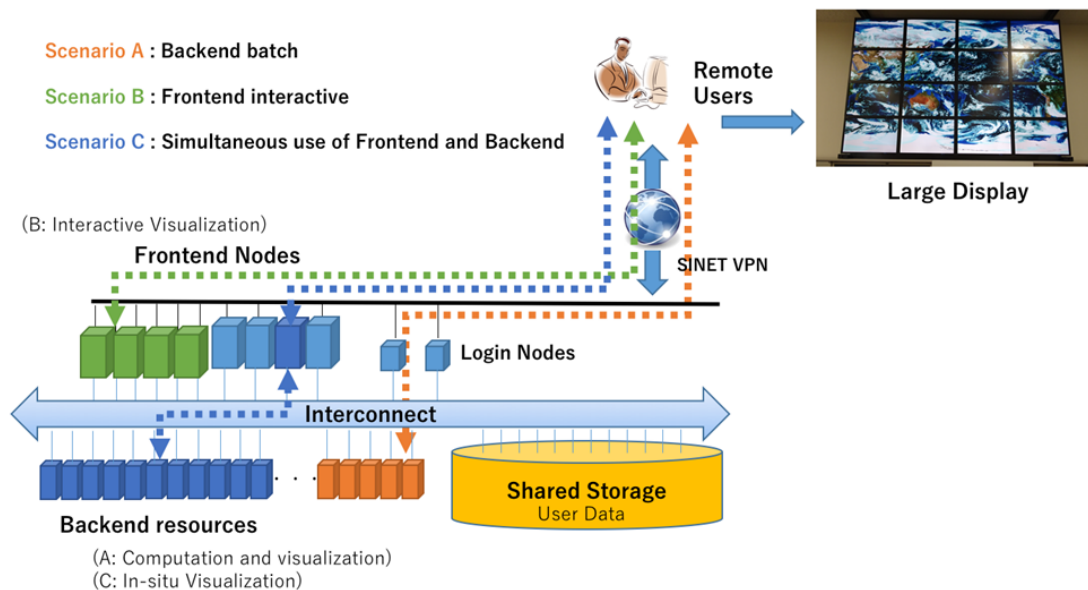 Scenario A : Backend batch
Scenario B : Frontend interactive
Scenario C : Simultaneous use of Frontend and Backend
Remote
Users
Large Display
(B: Interactive Visualization)
Frontend Nodes
SINET VPN
Login Nodes
Interconnect
. . .
Shared Storage
User Data
Backend resources
(A: Computation and visualization)
(C: In-situ Visualization)